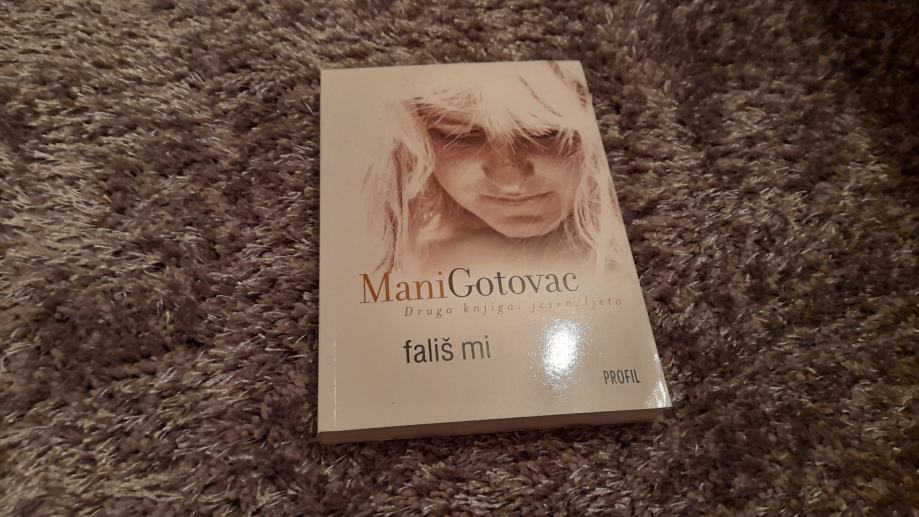 ManiGotovac
Druga knjiga: jesen/ljeto
fališ mi
PROFIL